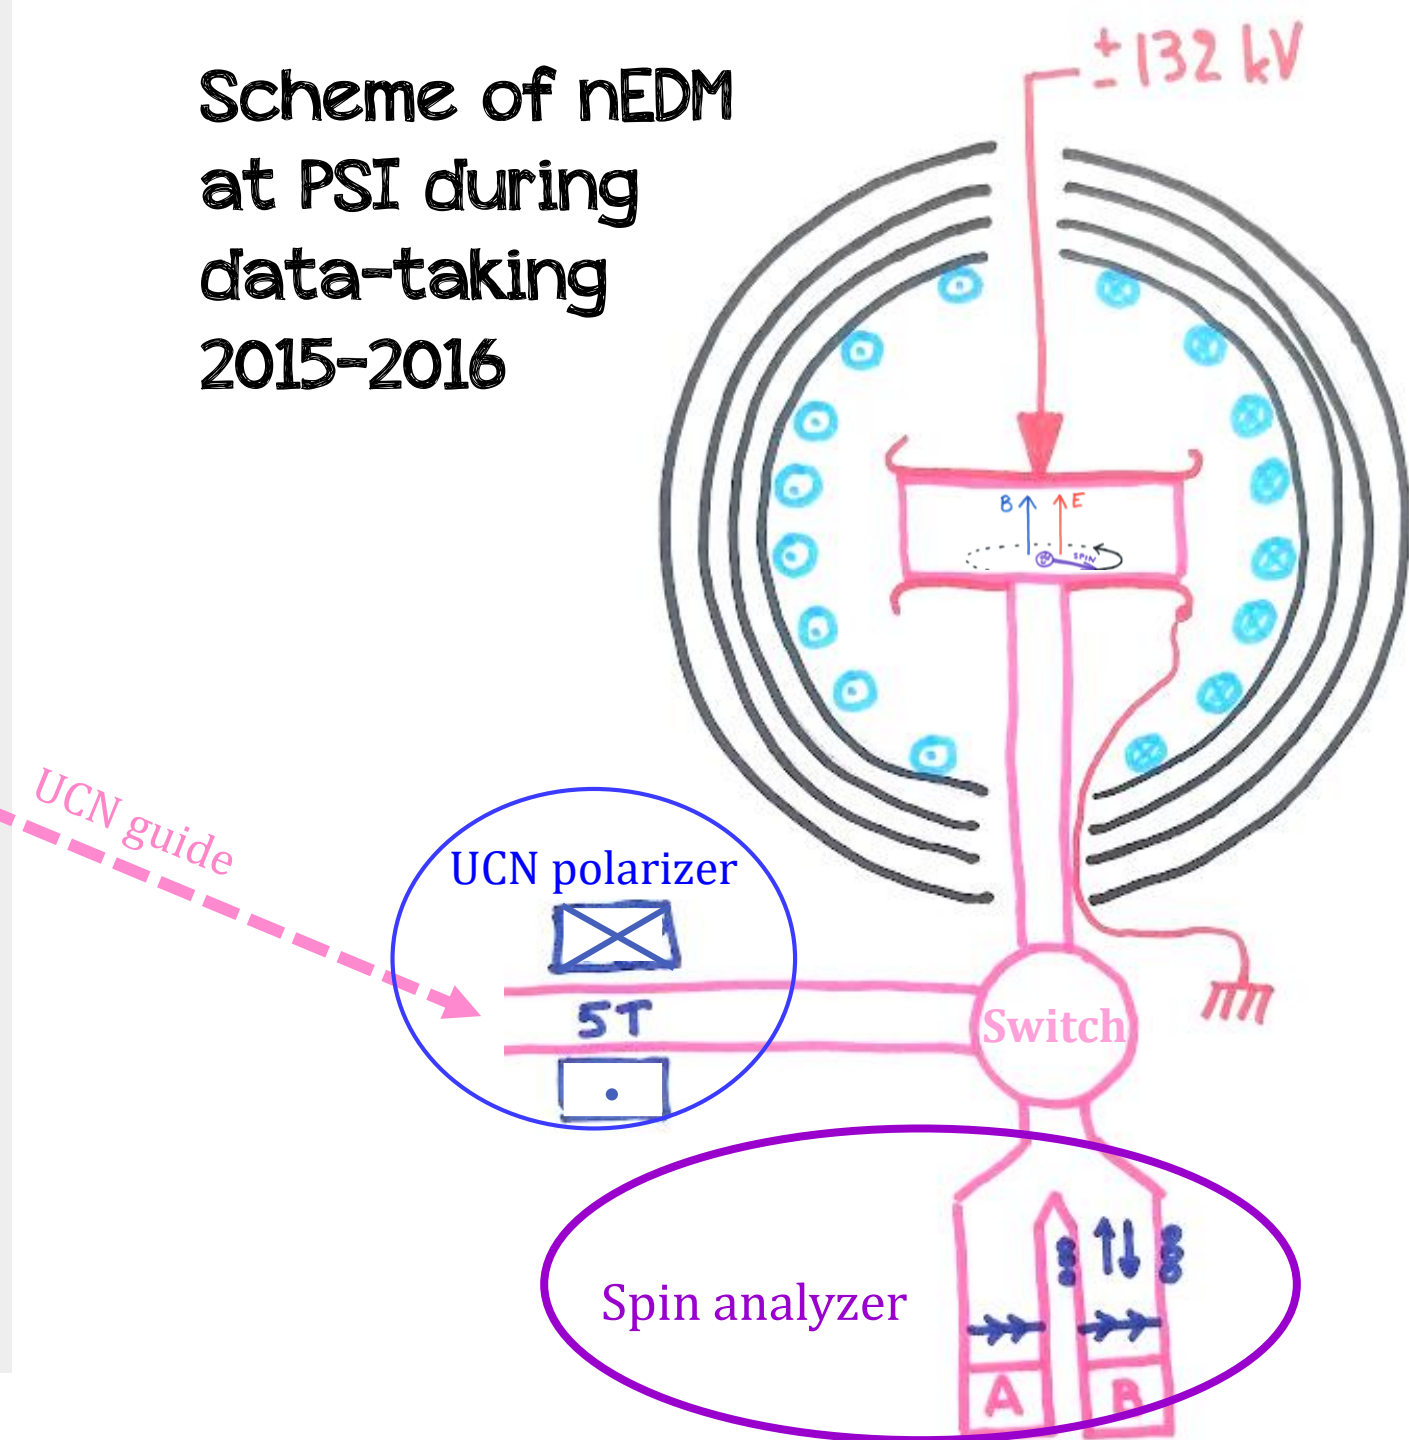 Scheme of nEDM
at PSI during
data-taking
2015-2016
± 132 kV
B E
SPIN
UCN guide
UCN polarizer
5T
Switch
Spin analyzer
A B